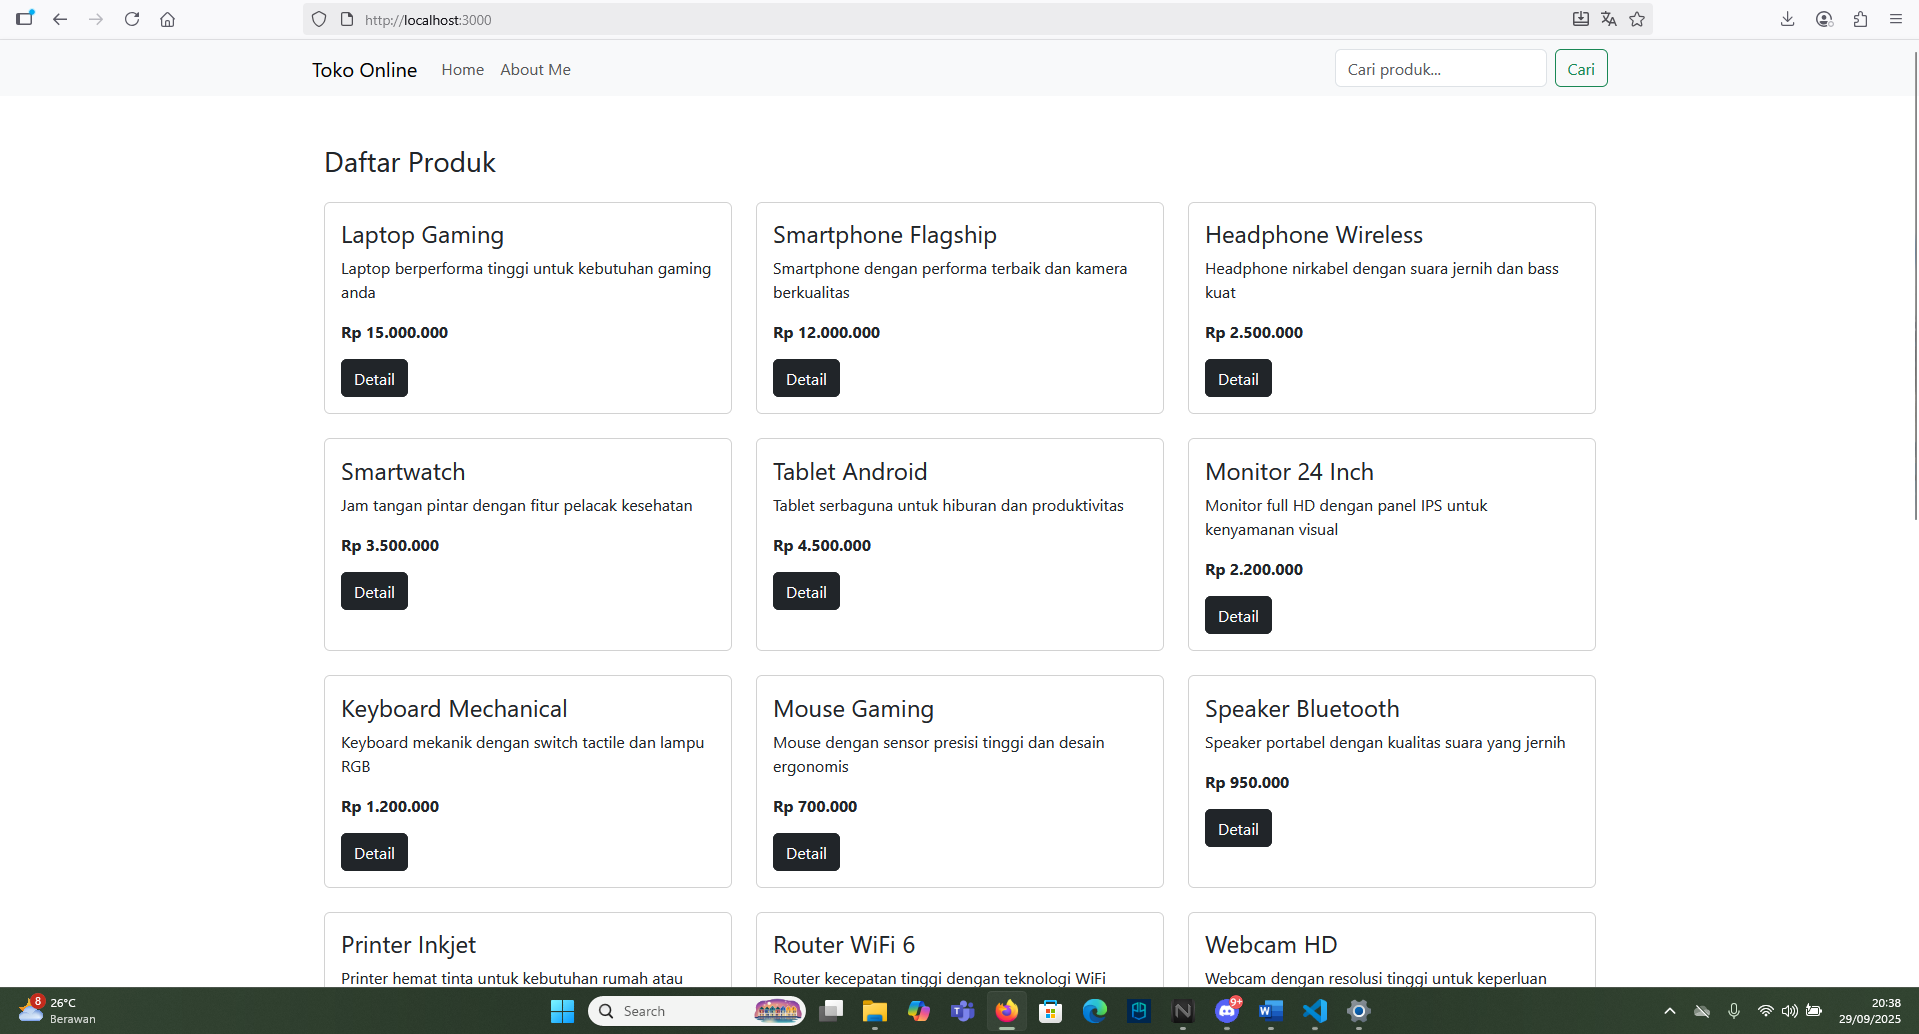 http://localhost:3000
Toko Online
Home
About Me
Cari produk...
Cari
Daftar Produk
Laptop Gaming
Laptop berperforma tinggi untuk kebutuhan gaming
anda
Rp 15.000.000
Detail
Smartphone Flagship
Smartphone dengan performa terbaik dan kamera
berkualitas
Rp 12.000.000
Detail
Headphone Wireless
Headphone nirkabel dengan suara jernih dan bass
kuat
Rp 2.500.000
Detail
Smartwatch
Jam tangan pintar dengan fitur pelacak kesehatan
Rp 3.500.000
Detail
Tablet Android
Tablet serbaguna untuk hiburan dan produktivitas
Rp 4.500.000
Detail
Monitor 24 Inch
Monitor full HD dengan panel IPS untuk
kenyamanan visual
Rp 2.200.000
Detail
Keyboard Mechanical
Keyboard mekanik dengan switch tactile dan lampu
RGB
Rp 1.200.000
Detail
Mouse Gaming
Mouse dengan sensor presisi tinggi dan desain
ergonomis
Rp 700.000
Detail
Speaker Bluetooth
Speaker portabel dengan kualitas suara yang jernih
Rp 950.000
Detail
Printer Inkjet
Printer hemat tinta untuk kebutuhan rumah atau
Router WiFi 6
Router kecepatan tinggi dengan teknologi WiFi
Webcam HD
Webcam dengan resolusi tinggi untuk keperluan
8
26°C
Berawan
Search
9+
20:38
29/09/2025